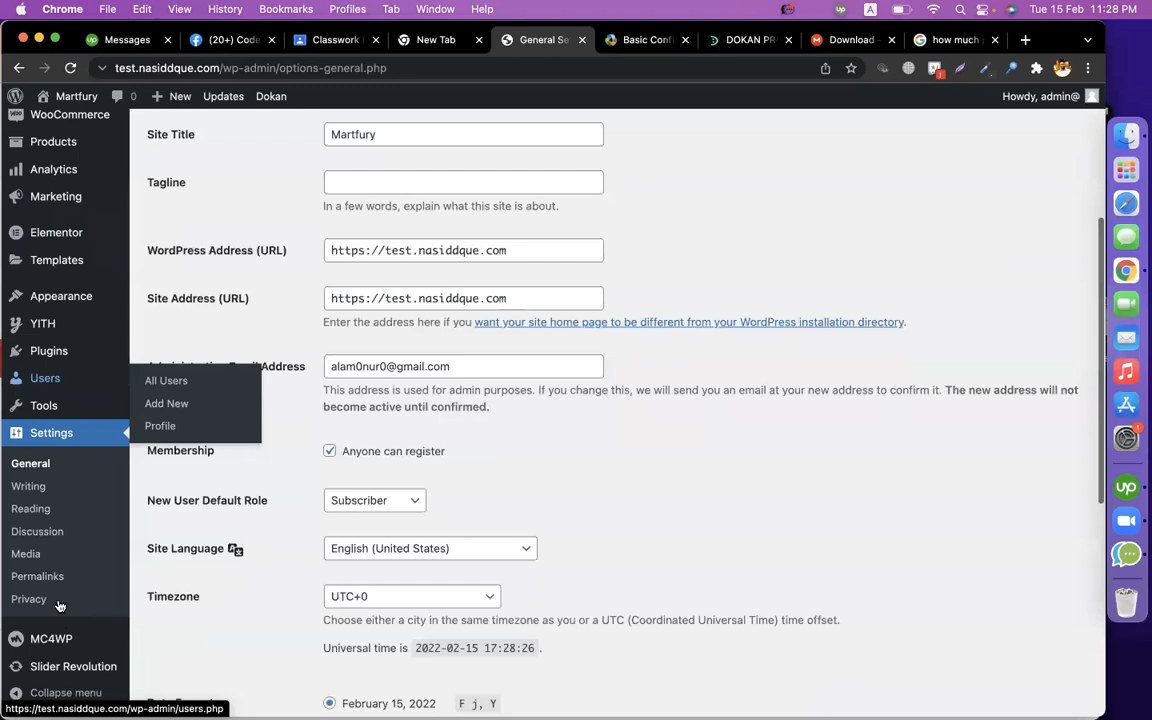 Chrome File Edit View History Bookmarks Profiles Tab Window Help A Tue 15 Feb 11:28 PM
up Messages × (20+) Cod × Classwork × New Tab × General Se × Basic Conf × DOKAN PR × Download - × how much × +
test.nasiddque.com/wp-admin/options-general.php
Martfury 0 + New Updates Dokan Howdy, admin@
WooCommerce
Products
Analytics
Marketing
Elementor
Templates
Appearance
YITH
Plugins
Users
Tools
Settings
General
Writing
Reading
Discussion
Media
Permalinks
Privacy
MC4WP
Slider Revolution
Collapse menu
All Users
Add New
Profile
Site Title Martfury
Tagline
In a few words, explain what this site is about.
WordPress Address (URL) https://test.nasiddque.com
Site Address (URL) https://test.nasiddque.com
Enter the address here if you want your site home page to be different from your WordPress installation directory.
Address alam0nur0@gmail.com
This address is used for admin purposes. If you change this, we will send you an email at your new address to confirm it. The new address will not
become active until confirmed.
Membership Anyone can register
New User Default Role Subscriber
Site Language English (United States)
Timezone UTC+0
Choose either a city in the same timezone as you or a UTC (Coordinated Universal Time) time offset.
Universal time is 2022-02-15 17:28:26 .
February 15, 2022 F j, Y
https://test.nasiddque.com/wp-admin/users.php